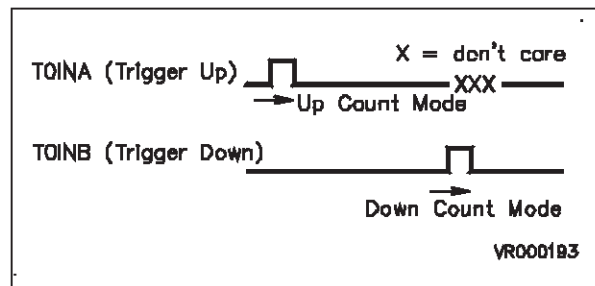 X = don't care
TOINA (Trigger Up)
XXX
Up Count Mode
TOINB (Trigger Down)
Down Count Mode
VR000193